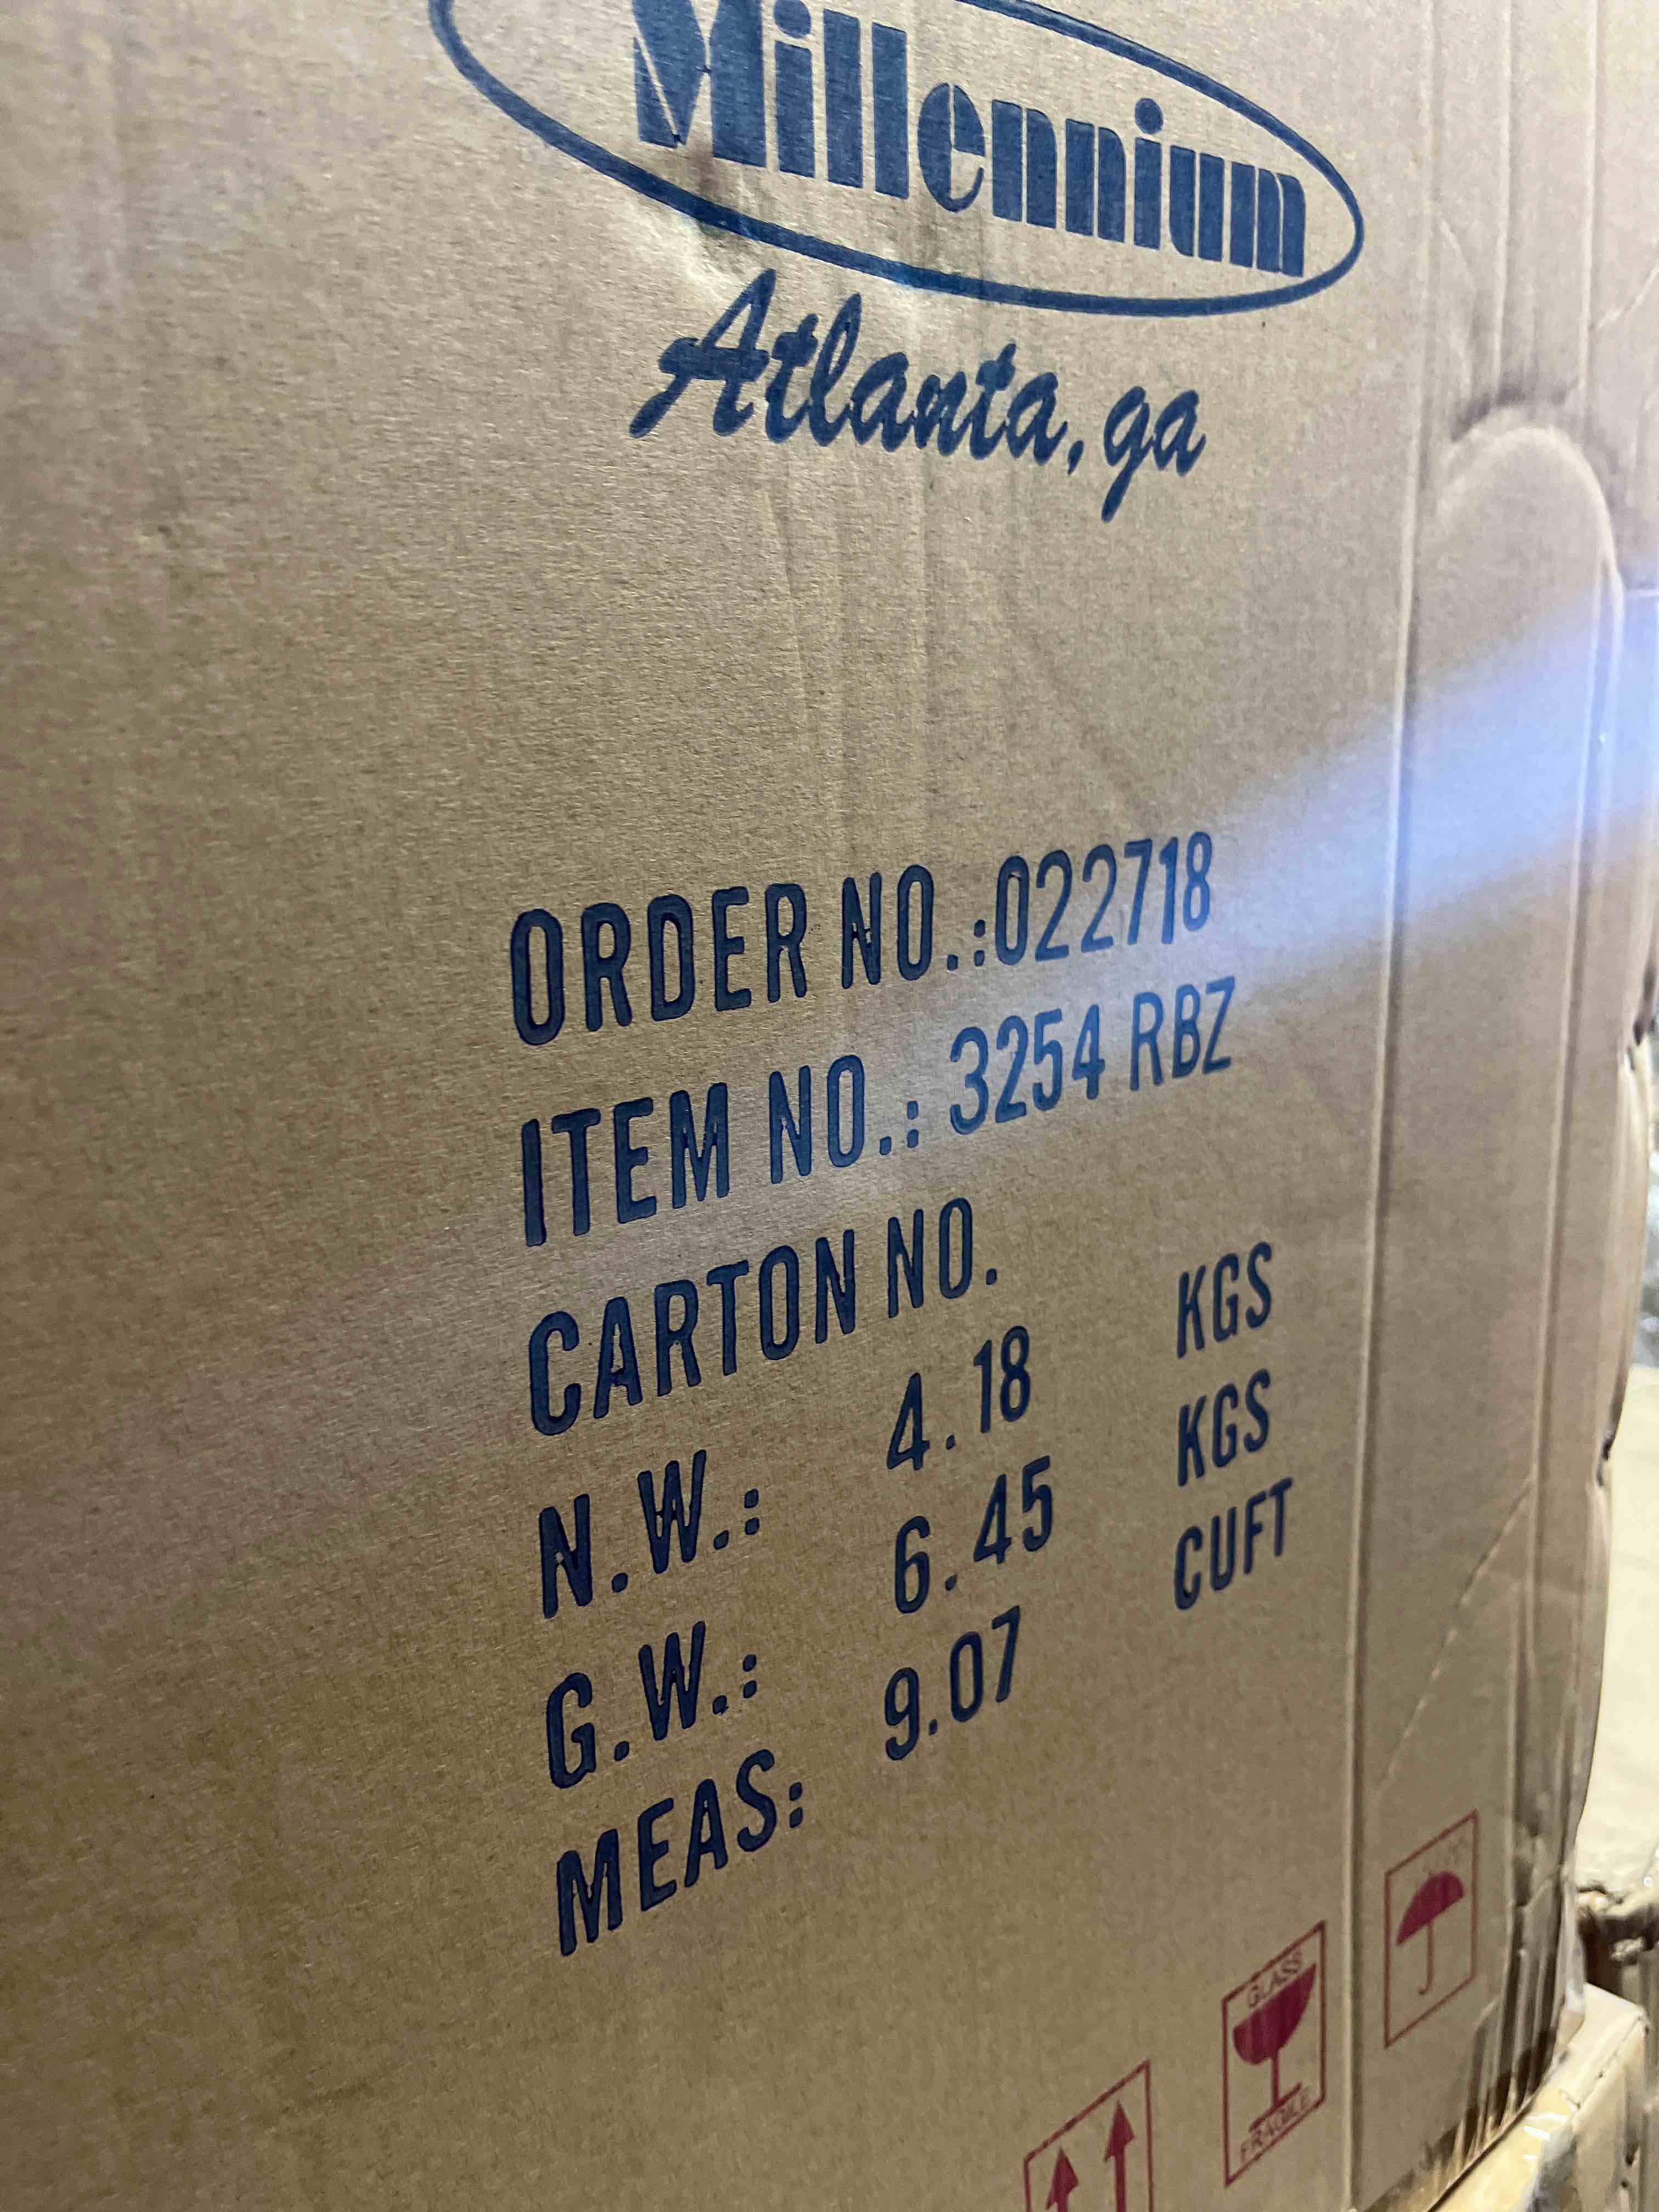 Millennium
Atlanta, ga
ORDER NO.:022718
ITEM NO.: 3254 RBZ
CARTON NO.
N.W.: 4.18 KGS
G.W.: 6.45 KGS
MEAS: 9.07 CUFT
GLASS
FRAGILE